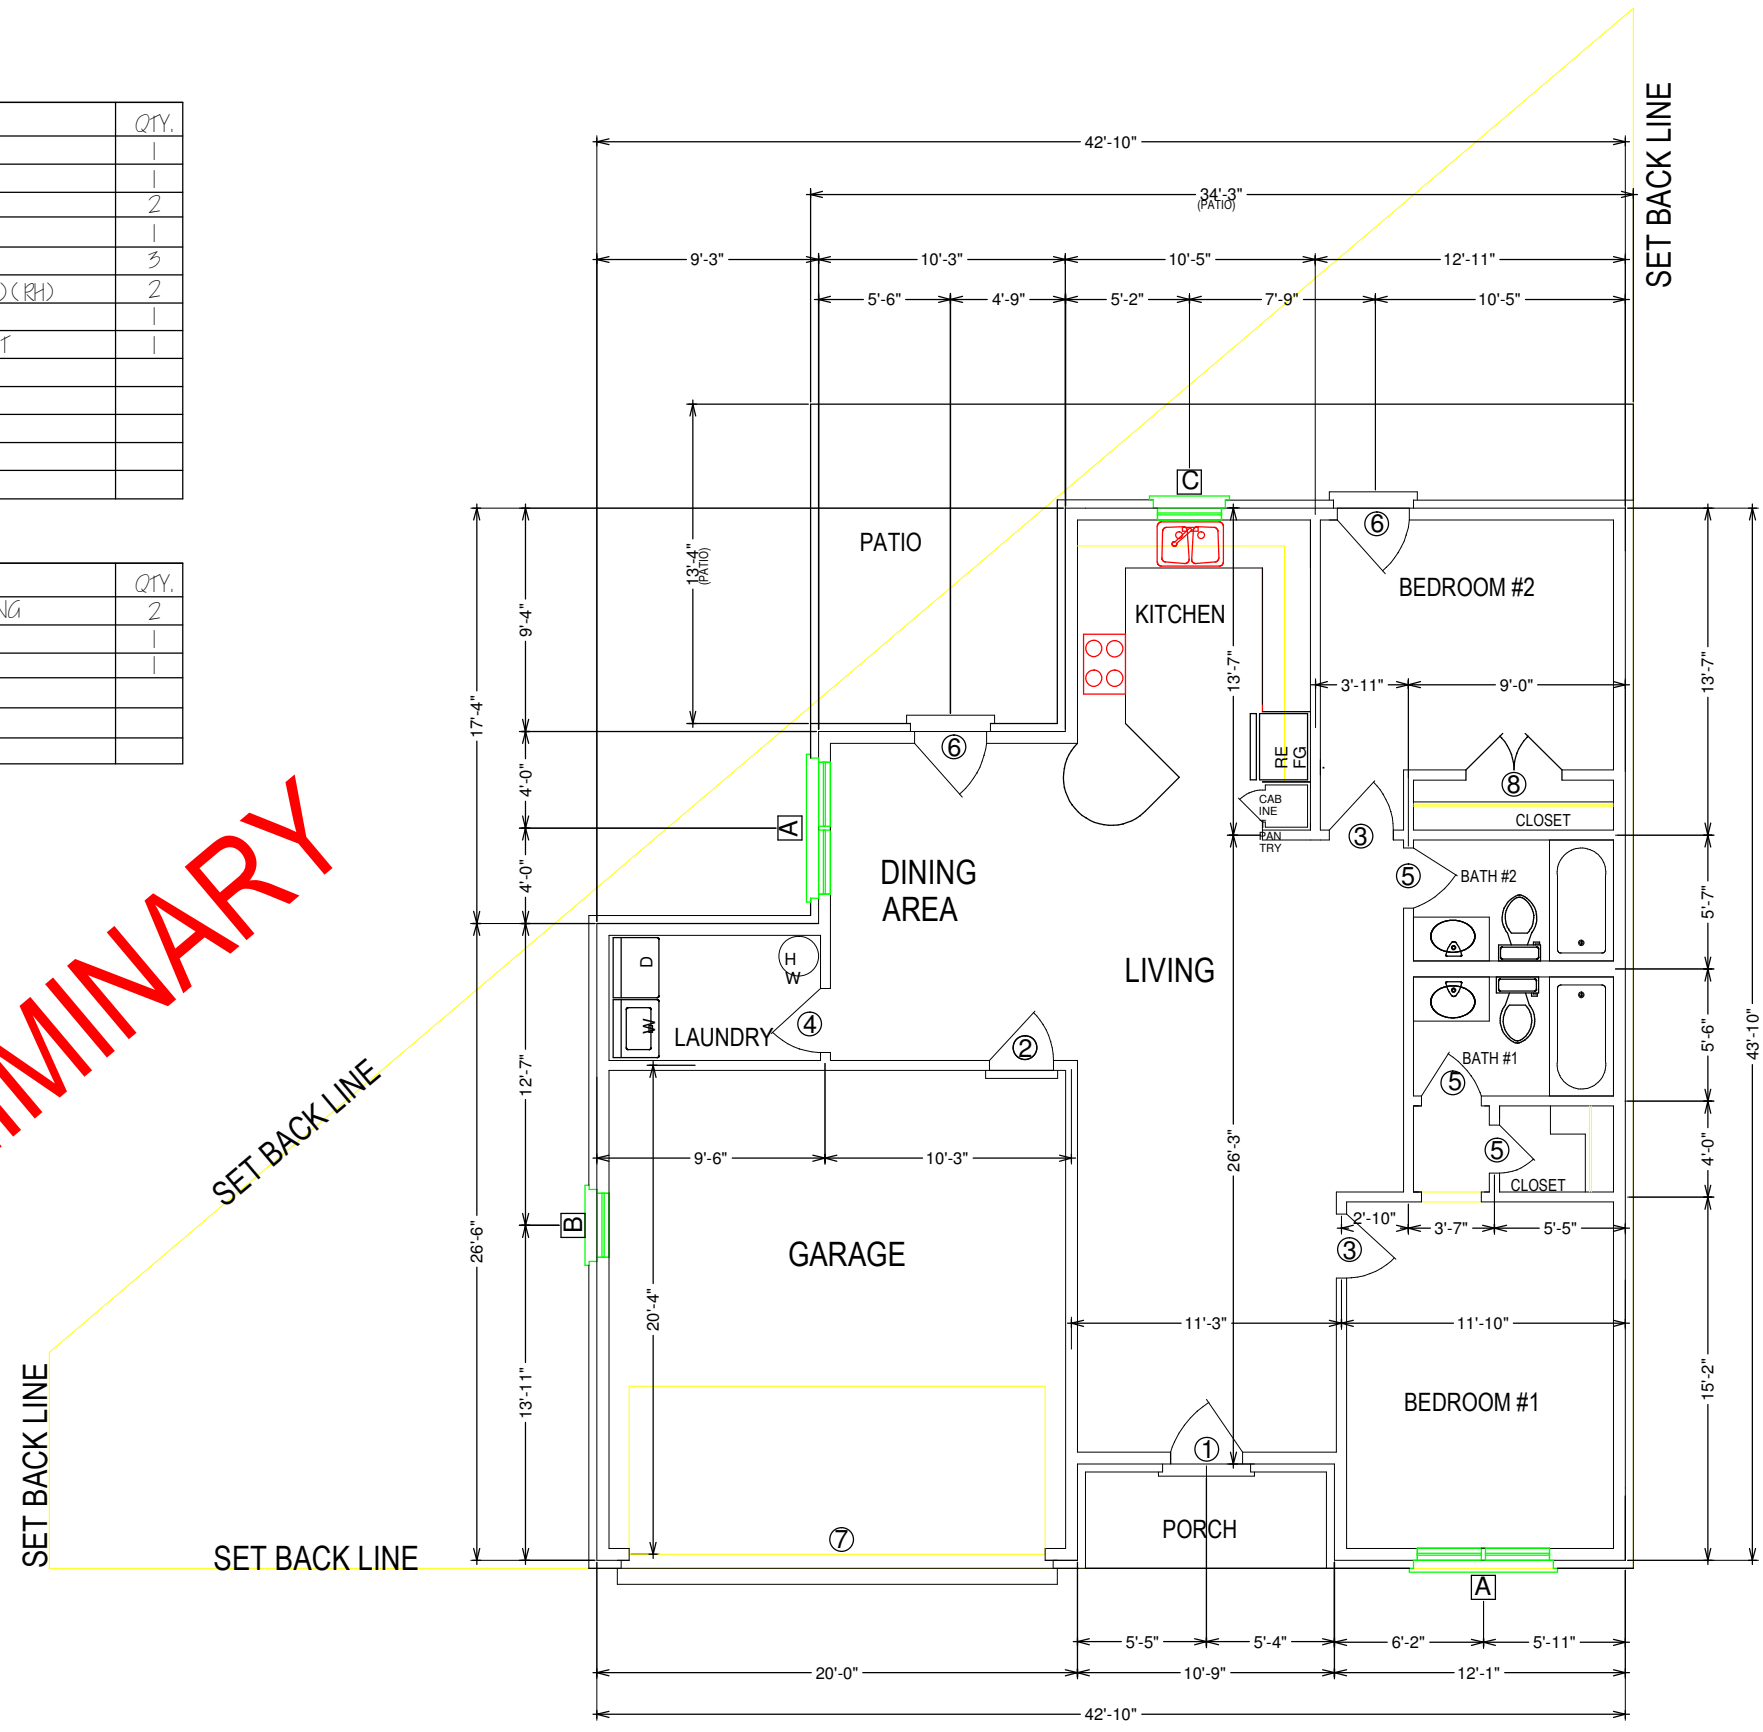 QTY.
1
1
2
1
3
)(RH) 2
1
T 1
QTY.
NG 2
1
1
MINARY
SET BACK LINE
SET BACK LINE
SET BACK LINE
SET BACK LINE
42'-10"
34'-3"
(PATIO)
9'-3"
10'-3"
10'-5"
12'-11"
5'-6"
4'-9"
5'-2"
7'-9"
10'-5"
C
6
PATIO
13'-4"
(PATIO)
BEDROOM #2
KITCHEN
9'-4"
17'-4"
13'-7"
13'-7"
3'-11"
9'-0"
6
RE
FG
8
4'-0"
CAB
INE
CLOSET
A
PAN
TRY
3
4'-0"
DINING
AREA
5
BATH #2
5'-7"
D
H
W
LIVING
W
LAUNDRY
4
2
5'-6"
43'-10"
BATH #1
5
12'-7"
9'-6"
10'-3"
26'-3"
5
4'-0"
CLOSET
B
26'-6"
2'-10"
3'-7"
5'-5"
3
GARAGE
20'-4"
11'-3"
11'-10"
13'-11"
15'-2"
BEDROOM #1
1
PORCH
7
A
5'-5"
5'-4"
6'-2"
5'-11"
20'-0"
10'-9"
12'-1"
42'-10"